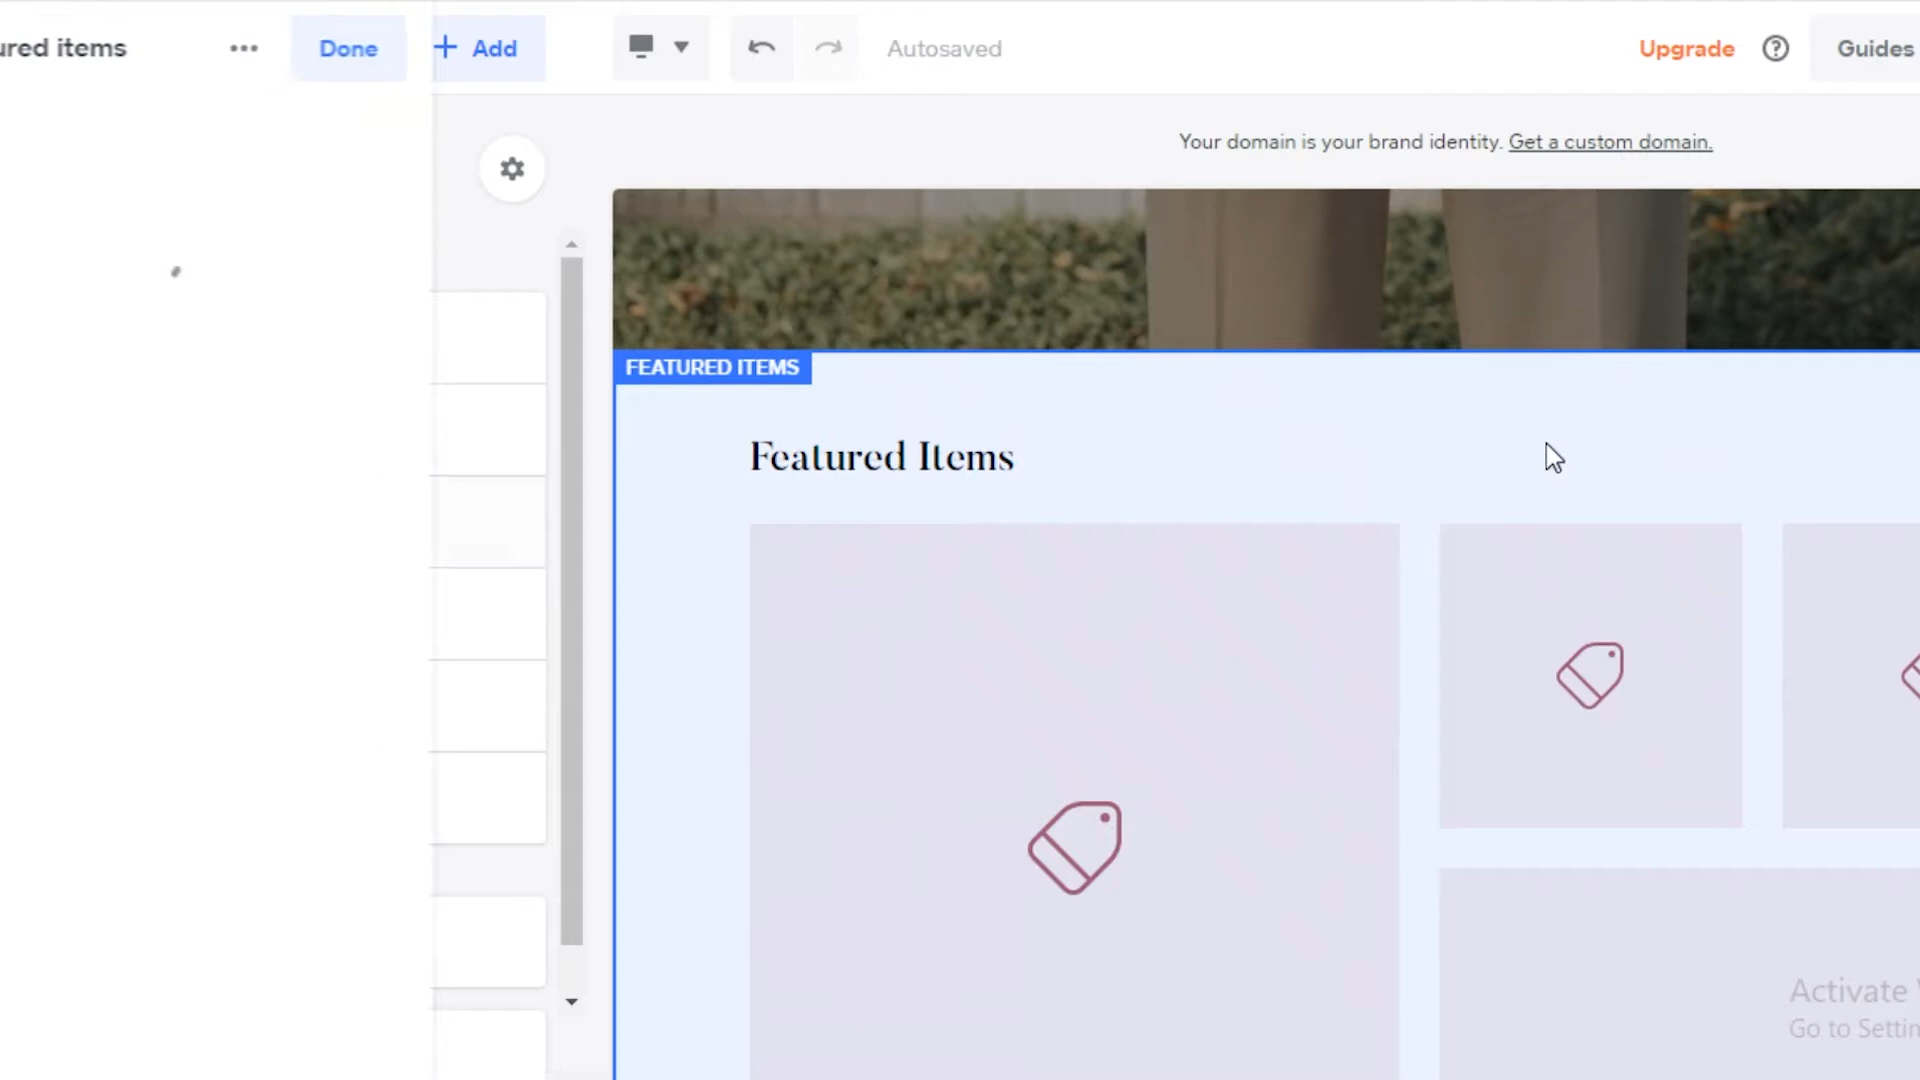 ured items
Done
Add
Autosaved
Upgrade
Guides
Your domain is your brand identity. Get a custom domain.
FEATURED ITEMS
Featured Items
Activate
Go to Settin